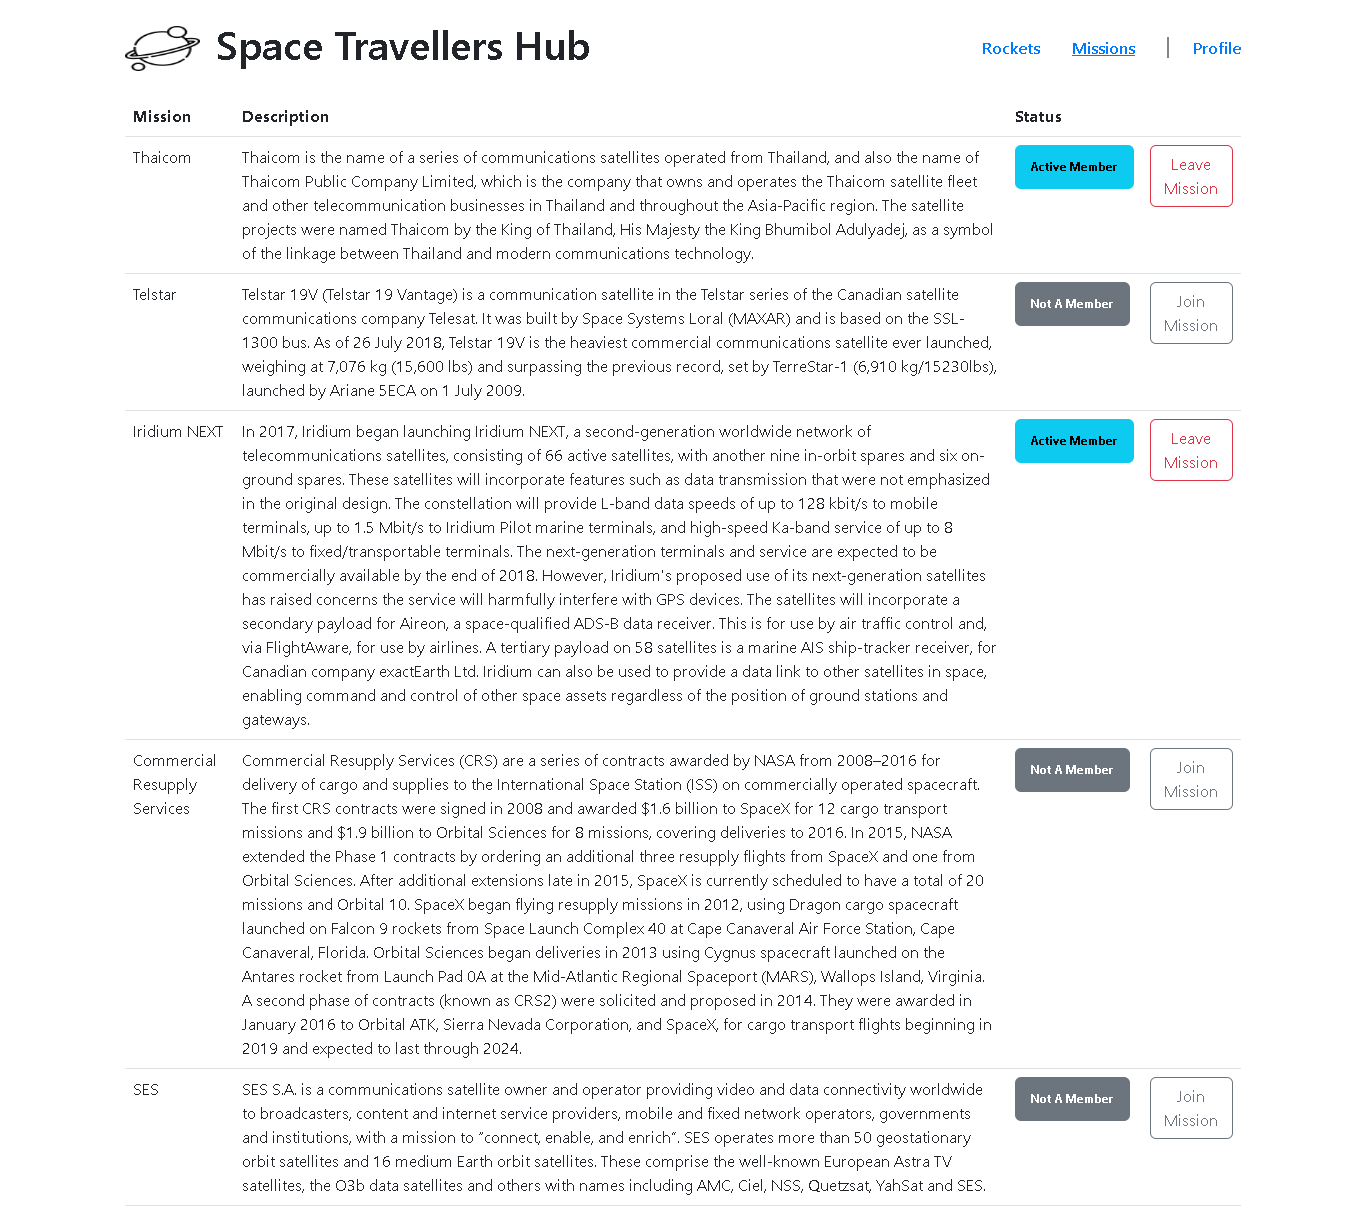 Space Travellers Hub
Rockets Missions Profile
Mission Description Status
Thaicom
Thaicom is the name of a series of communications satellites operated from Thailand, and also the name of
Thaicom Public Company Limited, which is the company that owns and operates the Thaicom satellite fleet
and other telecommunication businesses in Thailand and throughout the Asia-Pacific region. The satellite
projects were named Thaicom by the King of Thailand, His Majesty the King Bhumibol Adulyadej, as a symbol
of the linkage between Thailand and modern communications technology.
Active Member
Leave
Mission
Telstar
Telstar 19V (Telstar 19 Vantage) is a communication satellite in the Telstar series of the Canadian satellite
communications company Telesat. It was built by Space Systems Loral (MAXAR) and is based on the SSL-
1300 bus. As of 26 July 2018, Telstar 19V is the heaviest commercial communications satellite ever launched,
weighing at 7,076 kg (15,600 lbs) and surpassing the previous record, set by TerreStar-1 (6,910 kg/15230lbs),
launched by Ariane 5ECA on 1 July 2009.
Not A Member
Join
Mission
Iridium NEXT
In 2017, Iridium began launching Iridium NEXT, a second-generation worldwide network of
telecommunications satellites, consisting of 66 active satellites, with another nine in-orbit spares and six on-
ground spares. These satellites will incorporate features such as data transmission that were not emphasized
in the original design. The constellation will provide L-band data speeds of up to 128 kbit/s to mobile
terminals, up to 1.5 Mbit/s to Iridium Pilot marine terminals, and high-speed Ka-band service of up to 8
Mbit/s to fixed/transportable terminals. The next-generation terminals and service are expected to be
commercially available by the end of 2018. However, Iridium's proposed use of its next-generation satellites
has raised concerns the service will harmfully interfere with GPS devices. The satellites will incorporate a
secondary payload for Aireon, a space-qualified ADS-B data receiver. This is for use by air traffic control and,
via FlightAware, for use by airlines. A tertiary payload on 58 satellites is a marine AIS ship-tracker receiver, for
Canadian company exactEarth Ltd. Iridium can also be used to provide a data link to other satellites in space,
enabling command and control of other space assets regardless of the position of ground stations and
gateways.
Active Member
Leave
Mission
Commercial
Resupply
Services
Commercial Resupply Services (CRS) are a series of contracts awarded by NASA from 2008–2016 for
delivery of cargo and supplies to the International Space Station (ISS) on commercially operated spacecraft.
The first CRS contracts were signed in 2008 and awarded $1.6 billion to SpaceX for 12 cargo transport
missions and $1.9 billion to Orbital Sciences for 8 missions, covering deliveries to 2016. In 2015, NASA
extended the Phase 1 contracts by ordering an additional three resupply flights from SpaceX and one from
Orbital Sciences. After additional extensions late in 2015, SpaceX is currently scheduled to have a total of 20
missions and Orbital 10. SpaceX began flying resupply missions in 2012, using Dragon cargo spacecraft
launched on Falcon 9 rockets from Space Launch Complex 40 at Cape Canaveral Air Force Station, Cape
Canaveral, Florida. Orbital Sciences began deliveries in 2013 using Cygnus spacecraft launched on the
Antares rocket from Launch Pad 0A at the Mid-Atlantic Regional Spaceport (MARS), Wallops Island, Virginia.
A second phase of contracts (known as CRS2) were solicited and proposed in 2014. They were awarded in
January 2016 to Orbital ATK, Sierra Nevada Corporation, and SpaceX, for cargo transport flights beginning in
2019 and expected to last through 2024.
Not A Member
Join
Mission
SES
SES S.A. is a communications satellite owner and operator providing video and data connectivity worldwide
to broadcasters, content and internet service providers, mobile and fixed network operators, governments
and institutions, with a mission to “connect, enable, and enrich”. SES operates more than 50 geostationary
orbit satellites and 16 medium Earth orbit satellites. These comprise the well-known European Astra TV
satellites, the O3b data satellites and others with names including AMC, Ciel, NSS, Quetzsat, YahSat and SES.
Not A Member
Join
Mission